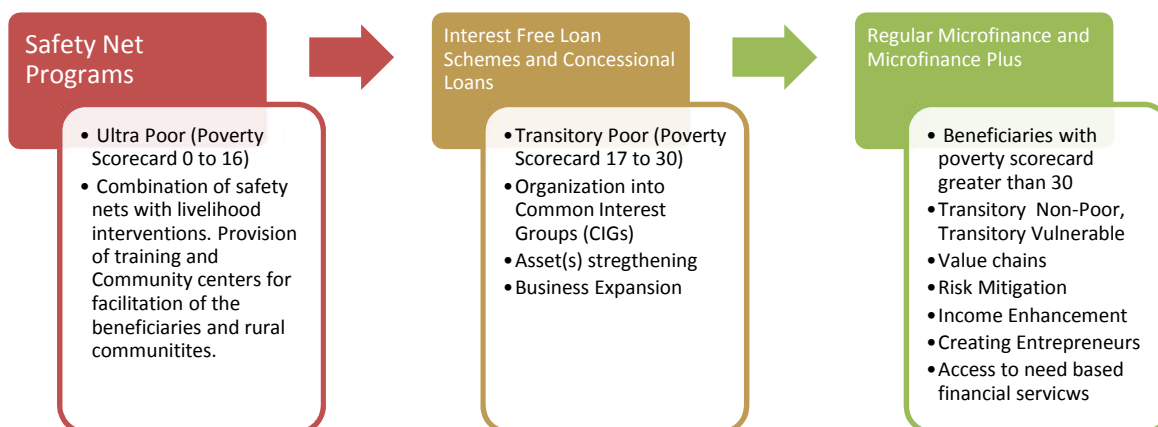 Safety Net
Programs
• Ultra Poor (Poverty
Scorecard 0 to 16)
• Combination of safety
nets with livelihood
interventions. Provision
of training and
Community centers for
facilitation of the
beneficiaries and rural
communitites.
Interest Free Loan
Schemes and Concessional
Loans
•Transitory Poor (Poverty
Scorecard 17 to 30)
•Organization into
Common Interest
Groups (CIGs)
•Asset(s) stregthening
•Business Expansion
Regular Microfinance and
Microfinance Plus
• Beneficiaries with
poverty scorecard
greater than 30
•Transitory Non-Poor,
Transitory Vulnerable
•Value chains
•Risk Mitigation
•Income Enhancement
•Creating Entrepreneurs
•Access to need based
financial servicws